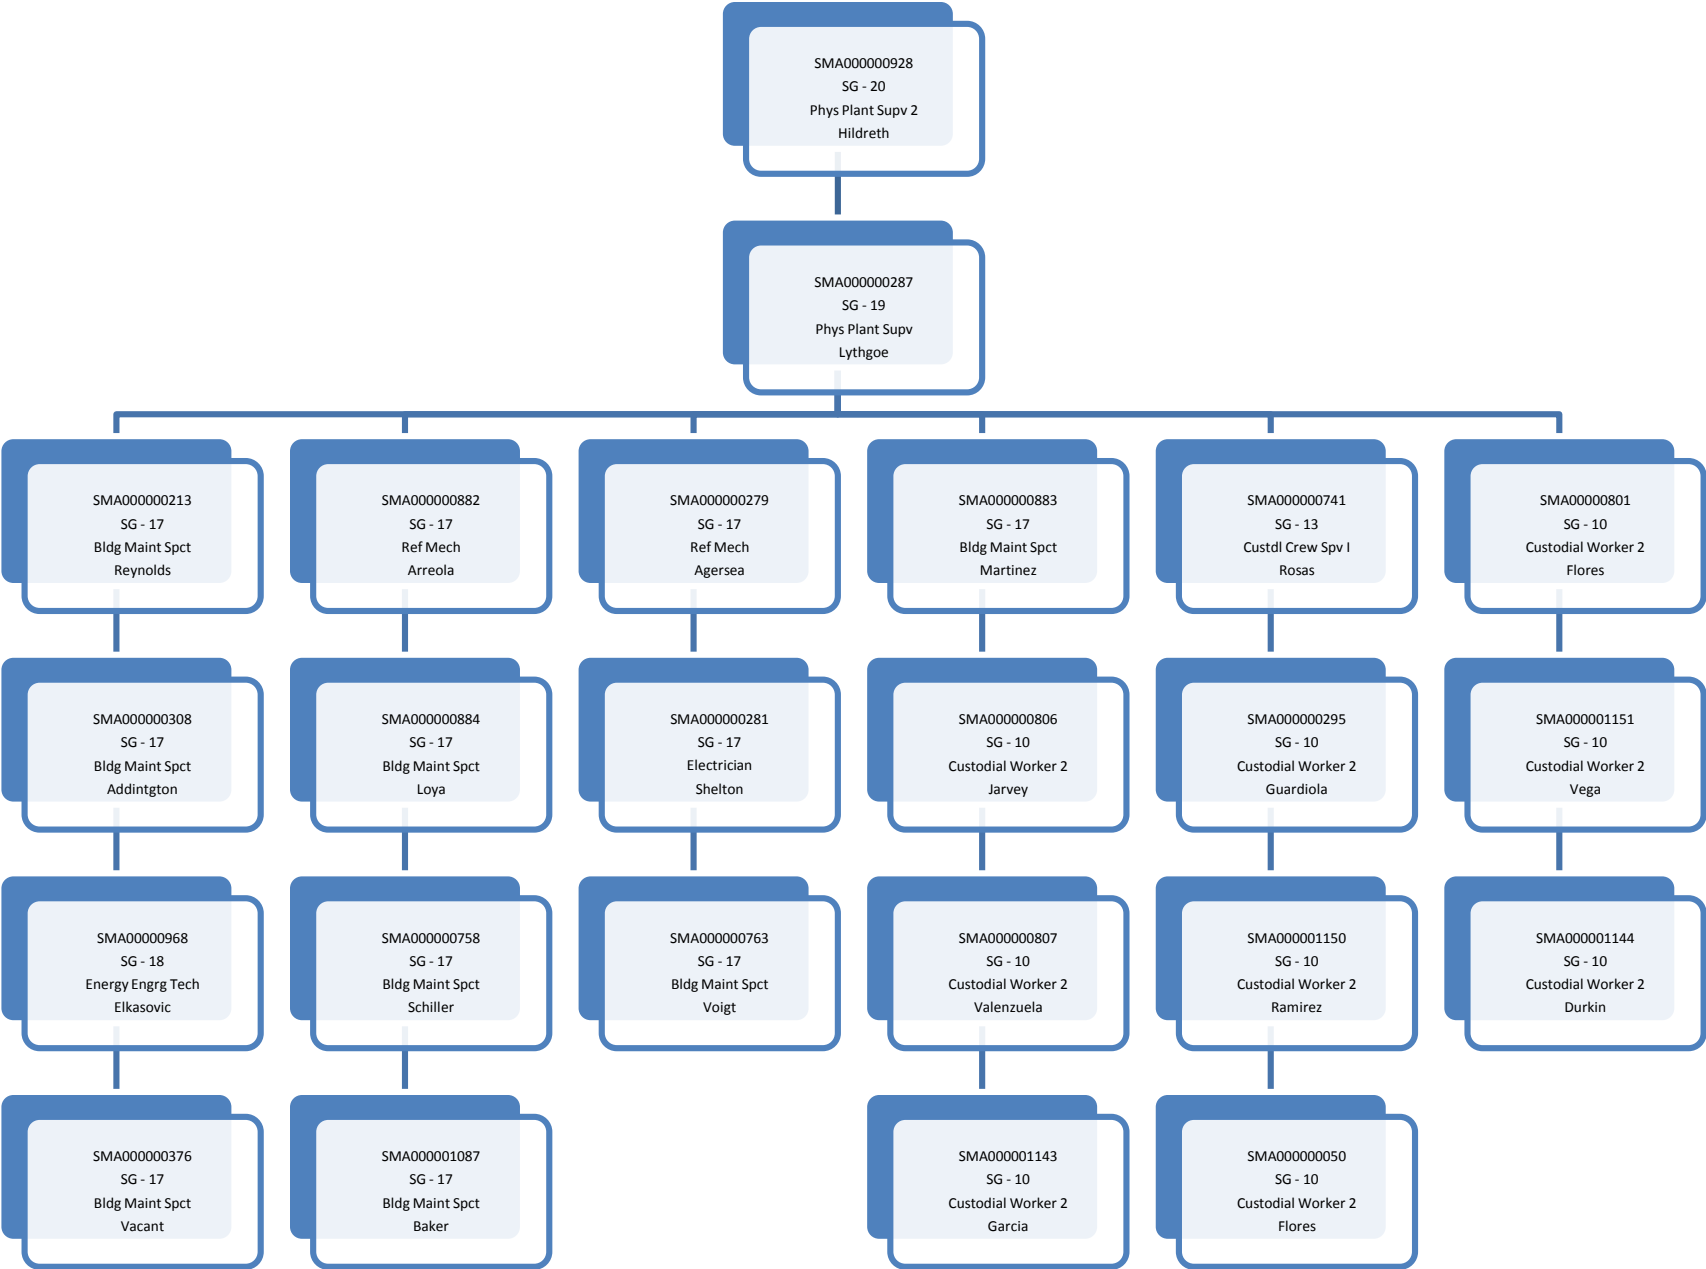 SMA000000928
SG - 20
Phys Plant Supv 2
Hildreth
SMA000000287
SG - 19
Phys Plant Supv
Lythgoe
SMA000000213
SG - 17
Bldg Maint Spct
Reynolds
SMA000000882
SG - 17
Ref Mech
Arreola
SMA000000279
SG - 17
Ref Mech
Agersea
SMA000000883
SG - 17
Bldg Maint Spct
Martinez
SMA000000741
SG - 13
Custdl Crew Spv I
Rosas
SMA00000801
SG - 10
Custodial Worker 2
Flores
SMA000000308
SG - 17
Bldg Maint Spct
Addintgton
SMA000000884
SG - 17
Bldg Maint Spct
Loya
SMA000000281
SG - 17
Electrician
Shelton
SMA000000806
SG - 10
Custodial Worker 2
Jarvey
SMA000000295
SG - 10
Custodial Worker 2
Guardiola
SMA000001151
SG - 10
Custodial Worker 2
Vega
SMA00000968
SG - 18
Energy Engrg Tech
Elkasovic
SMA000000758
SG - 17
Bldg Maint Spct
Schiller
SMA000000763
SG - 17
Bldg Maint Spct
Voigt
SMA000000807
SG - 10
Custodial Worker 2
Valenzuela
SMA000001150
SG - 10
Custodial Worker 2
Ramirez
SMA000001144
SG - 10
Custodial Worker 2
Durkin
SMA000000376
SG - 17
Bldg Maint Spct
Vacant
SMA000001087
SG - 17
Bldg Maint Spct
Baker
SMA000001143
SG - 10
Custodial Worker 2
Garcia
SMA000000050
SG - 10
Custodial Worker 2
Flores